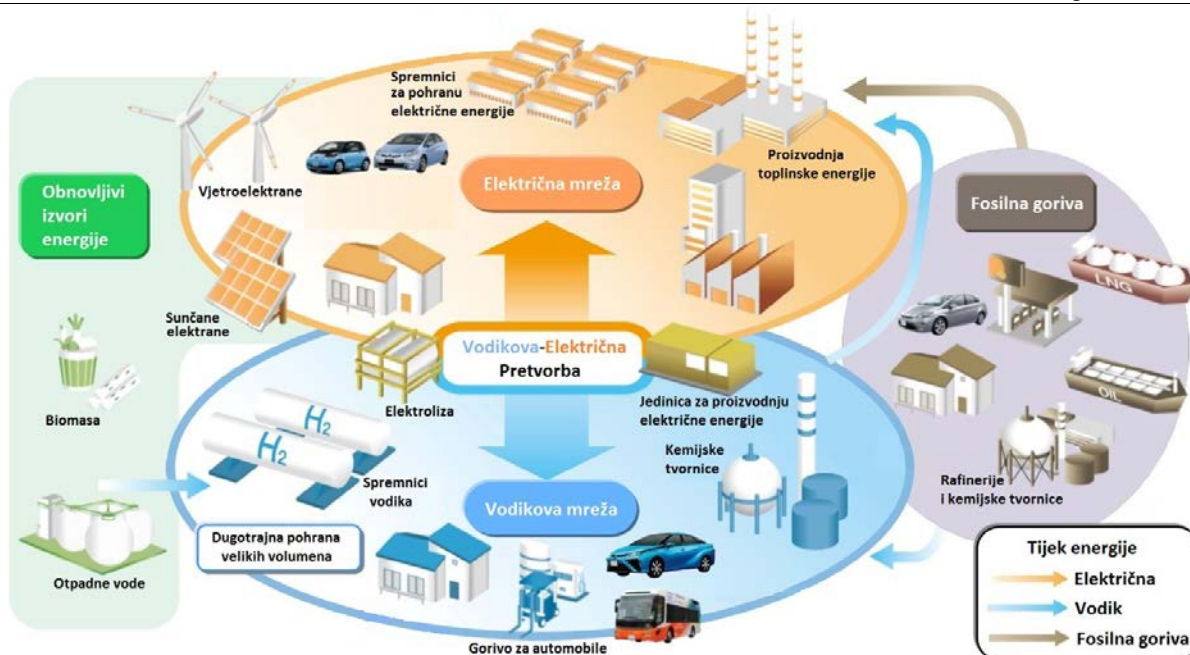 Spremnici
za pohranu
električne energije
Proizvodnja
toplinske energije
Vjetroelektrane
Električna mreža
Obnovljivi
izvori
energije
Fosilna goriva
LNG
Sunčane
elektrane
Vodikova-Električna
Pretvorba
Elektroliza
Jedinica za proizvodnju
električne energije
OIL
Biomasa
H2
H2
Spremnici
vodika
Kemijske
tvornice
Rafinerije
i kemijske tvornice
Vodikova mreža
Dugotrajna pohrana
velikih volumena
Otpadne vode
Gorivo za automobile
Tijek energije
Električna
Vodik
Fosilna goriva